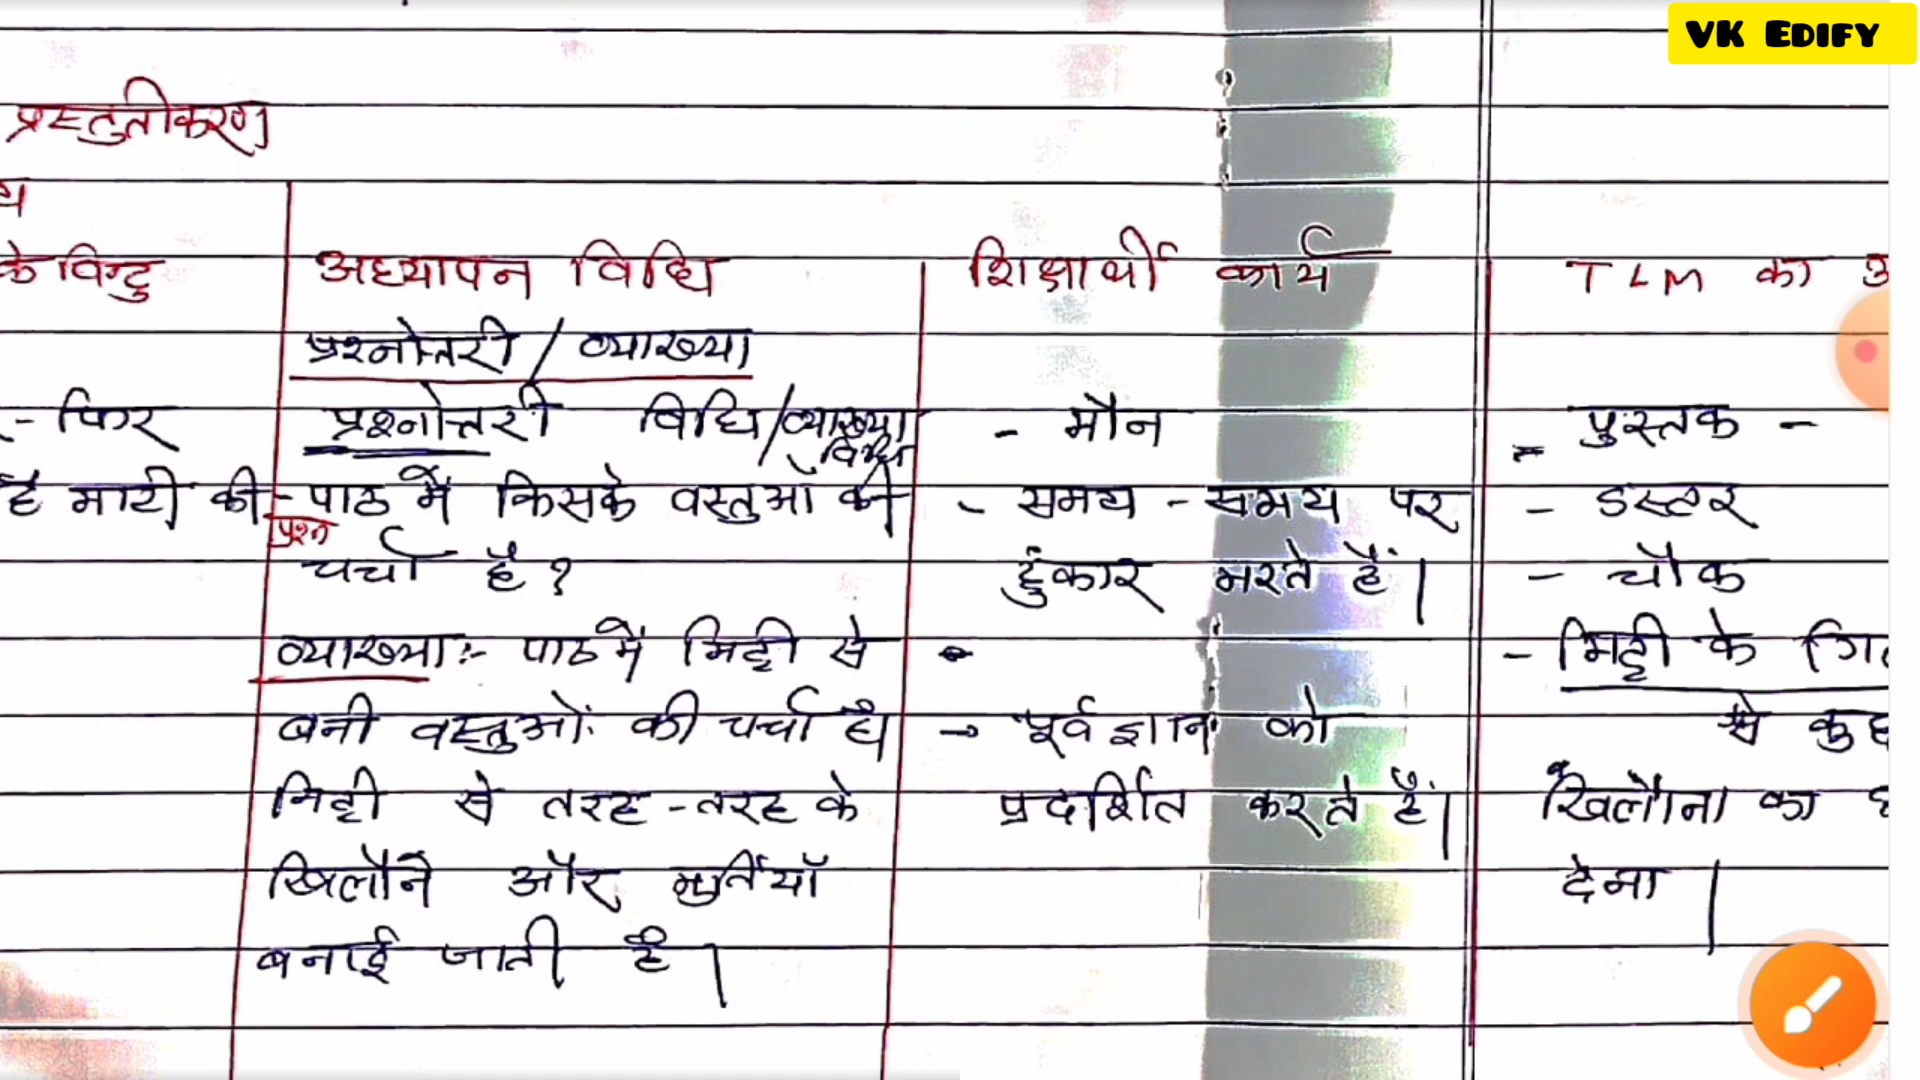 VK EDIFY
प्रस्तुतीकरण
य
के विन्दु अध्यापन विधि शिक्षार्थी कार्य TLM का
प्रश्नोत्तरी / व्याख्या
:- फिर प्रश्नोत्तरी विधि/व्याख्या - मौन = पुस्तक -
विधि
है माटी की - पाठ में किसके वस्तुओं की - समय - समय पर - डस्टर
प्रश्न
चर्चा है? हुंकार भरते हैं। - चौक
व्याख्या:- पाठ में मिट्टी से - मिट्टी के
बनी वस्तुओं की चर्चा है → पूर्व ज्ञान को से
मिट्टी से तरह-तरह के प्रदर्शित करते हैं। खिलौना का
खिलौने और मुर्तियाँ देना।
बनाई जाती है।